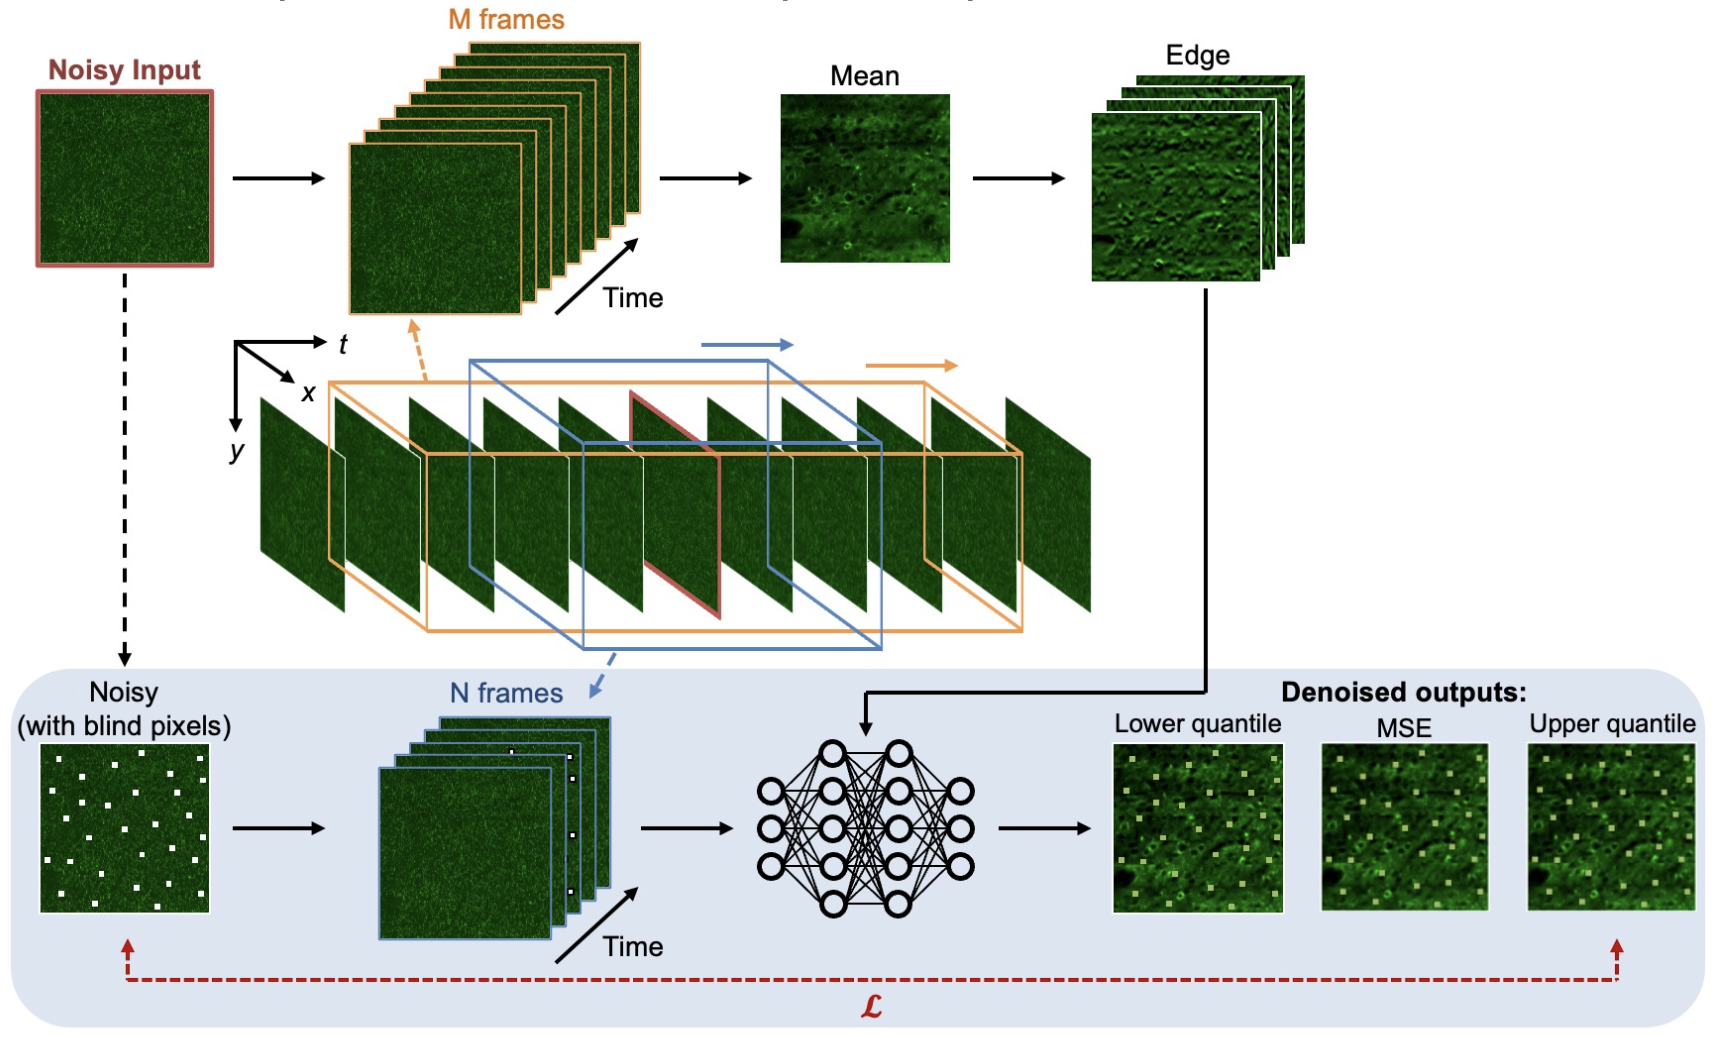 M frames
Noisy Input
Mean
Edge
Time
t
x
y
Noisy
(with blind pixels)
N frames
Time
Denoised outputs:
Lower quantile
MSE
Upper quantile
ℒ